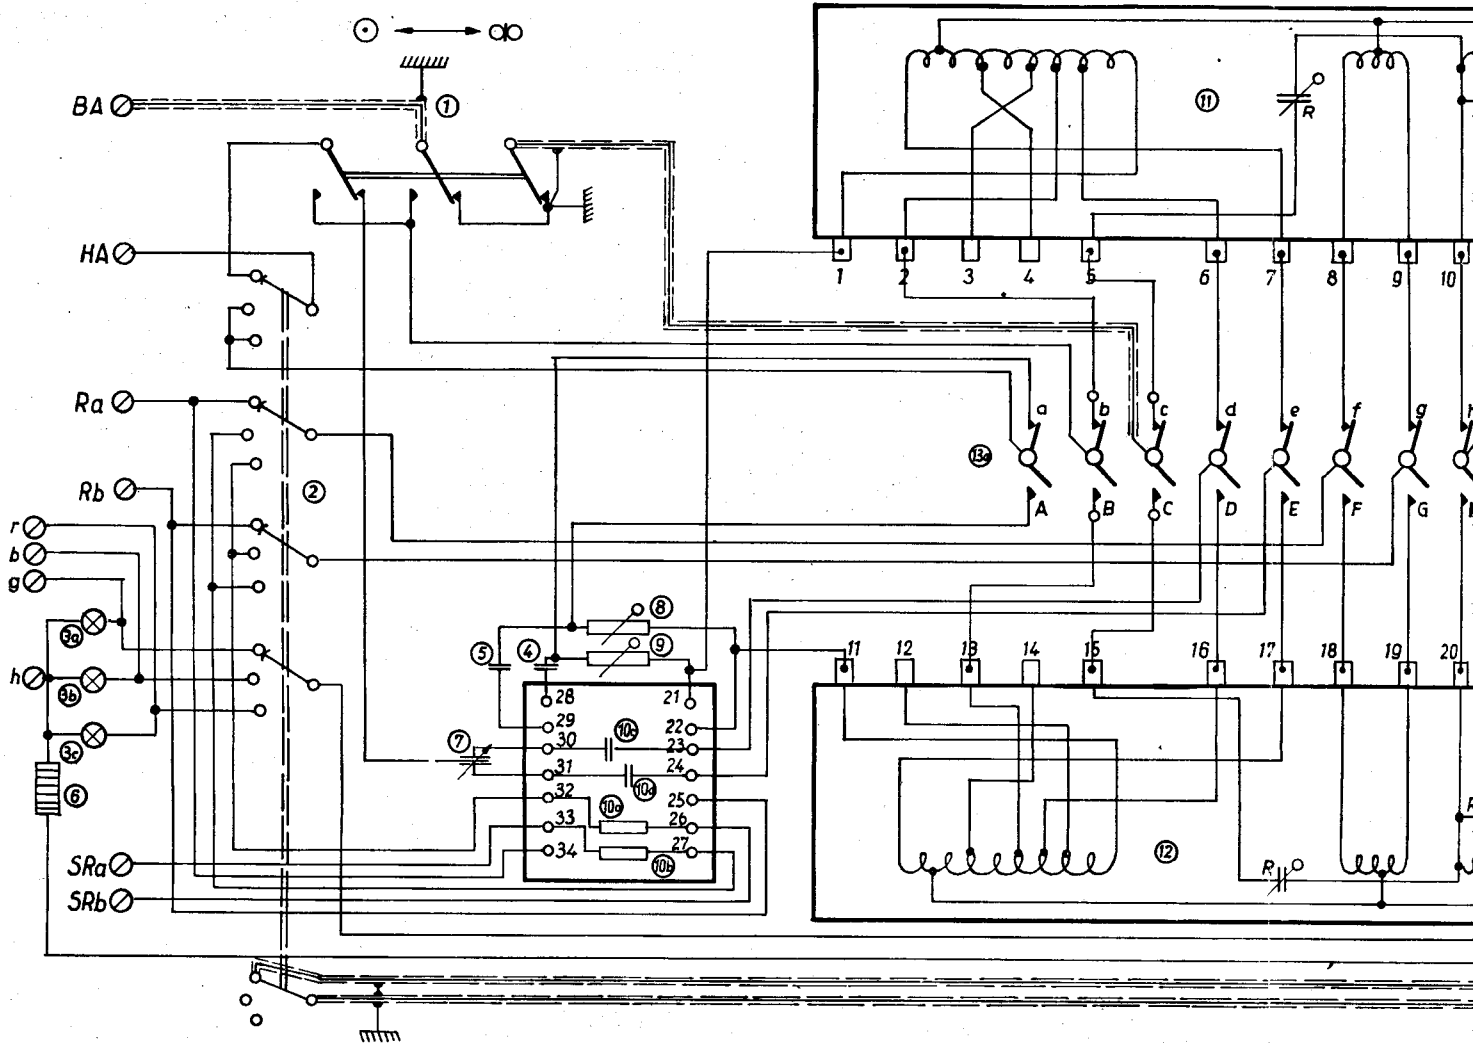 BA
1
11
R
HA
1 2 3 4 5 6 7 8 9 10
Ra
a b c d e f g
13a
Rb
2
A B C D E F G
r
b
g
8
3a
5 4 9
11 12 13 14 15 16 17 18 19 20
h
3b
28 21
3c
29 22
7
30 10c 23
31 24
10d
6
32 10a 25
33 26
34 27
10b
12
R
R
SRa
SRb